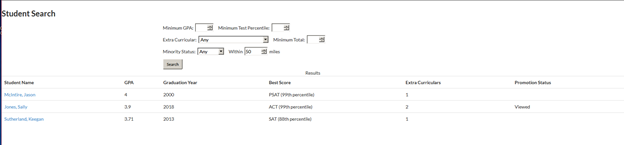 Student Search
Minimum GPA: Minimum Test Percentile:
Extra Curricular: Any Minimum Total:
Minority Status: Any Within 50 miles
Search
Results
Student Name GPA Graduation Year Best Score Extra Curriculars Promotion Status
McIntire, Jason 4 2000 PSAT (99th percentile) 1
Jones, Sally 3.9 2018 ACT (99th percentile) 2 Viewed
Sutherland, Keegan 3.71 2013 SAT (88th percentile) 1